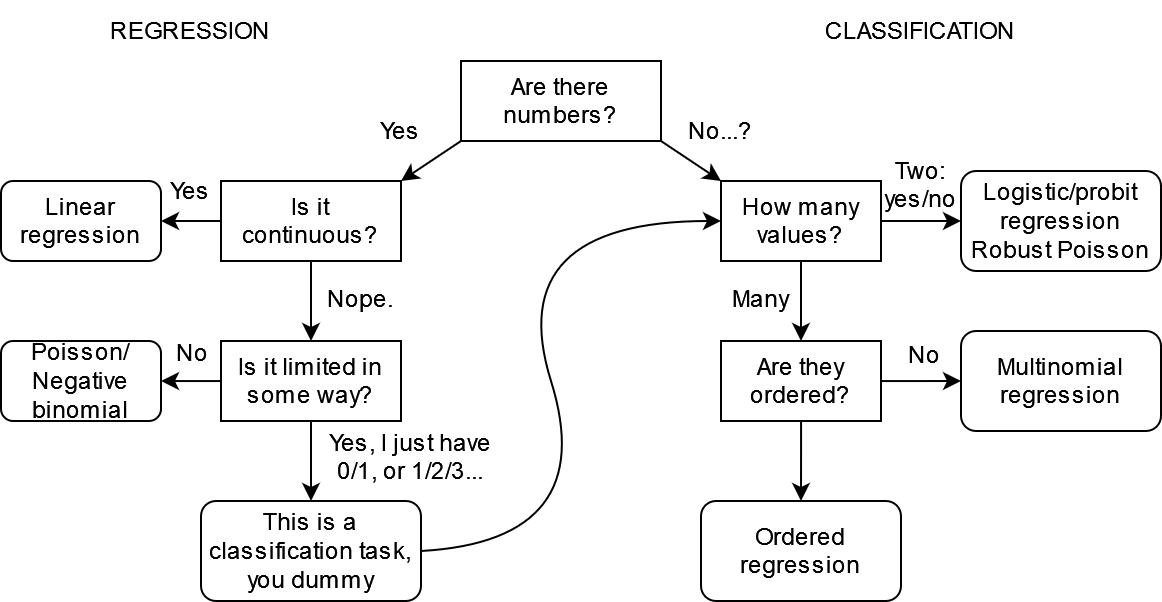 REGRESSION
CLASSIFICATION
Are there
numbers?
Yes
No...?
Linear
regression
Yes
Is it
continuous?
How many
values?
Two:
yes/no
Logistic/probit
regression
Robust Poisson
Nope.
Many
Poisson/
Negative
binomial
No
Is it limited in
some way?
Are they
ordered?
No
Multinomial
regression
Yes, I just have
0/1, or 1/2/3...
This is a
classification task,
you dummy
Ordered
regression